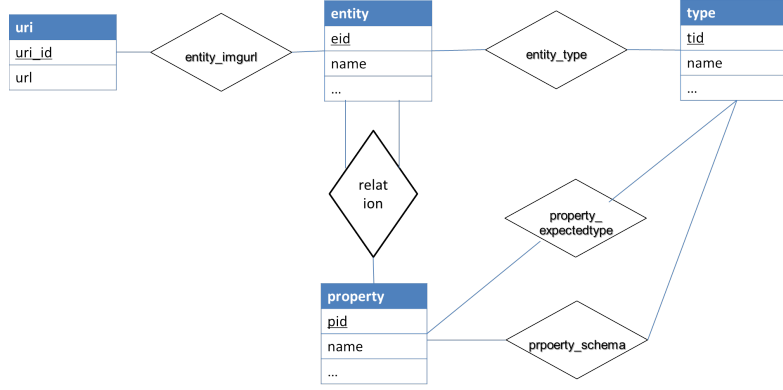 uri
uri_id
url
entity_imgurl
entity
eid
name
...
entity_type
type
tid
name
...
relat
ion
property_
expectedtype
property
pid
name
...
prpoerty_schema